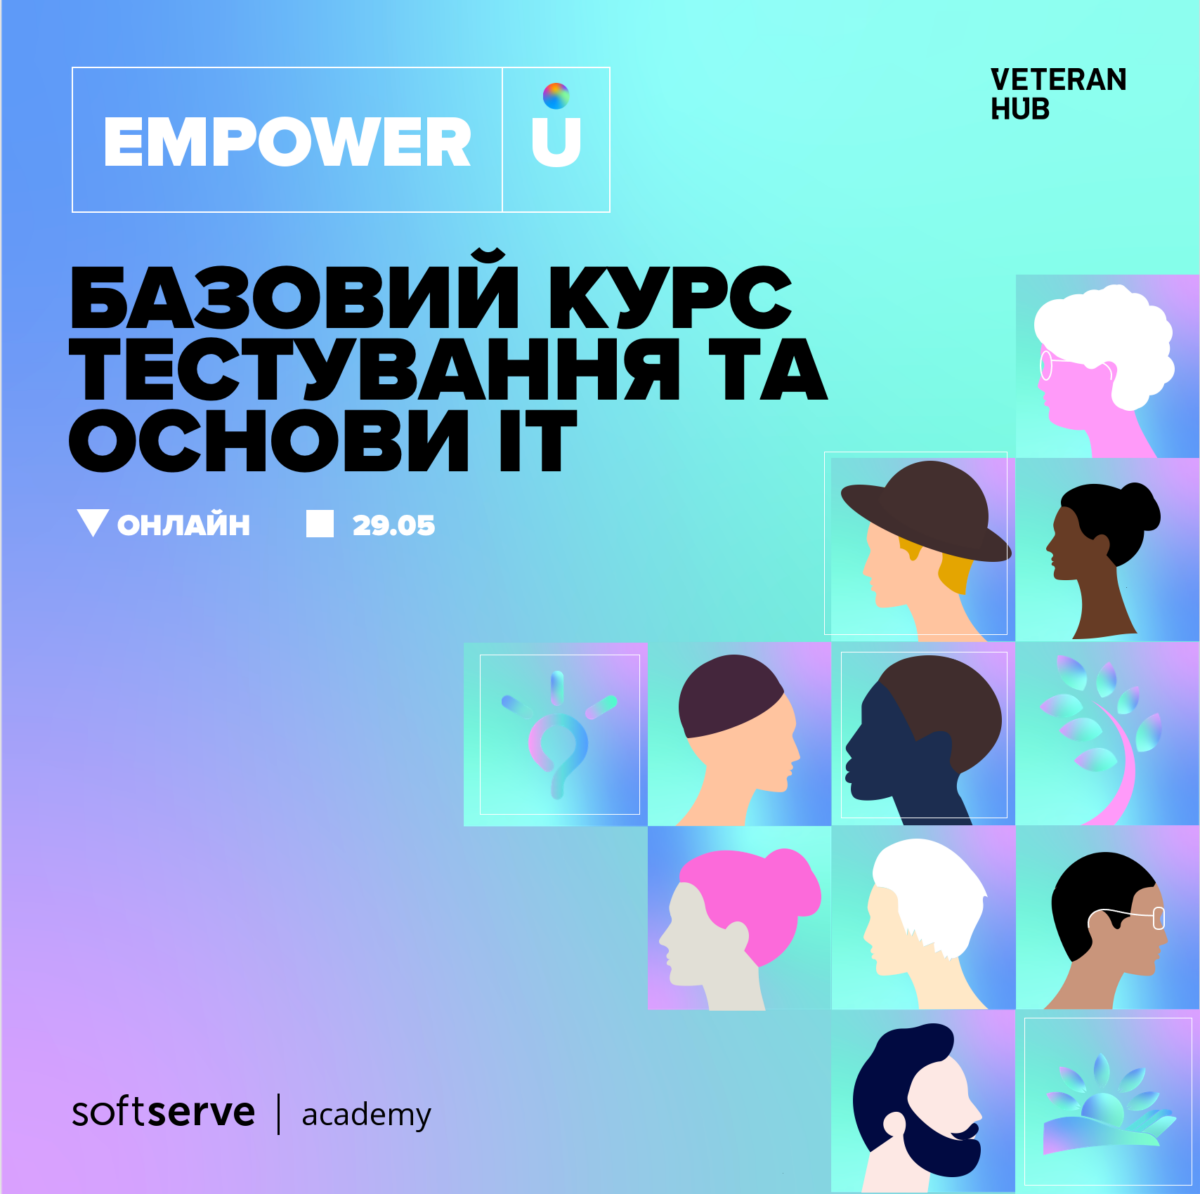 EMPOWER U
VETERAN
HUB
БАЗОВИЙ КУРС
ТЕСТУВАННЯ ТА
ОСНОВИ ІТ
ОНЛАЙН 29.05
softserve | academy